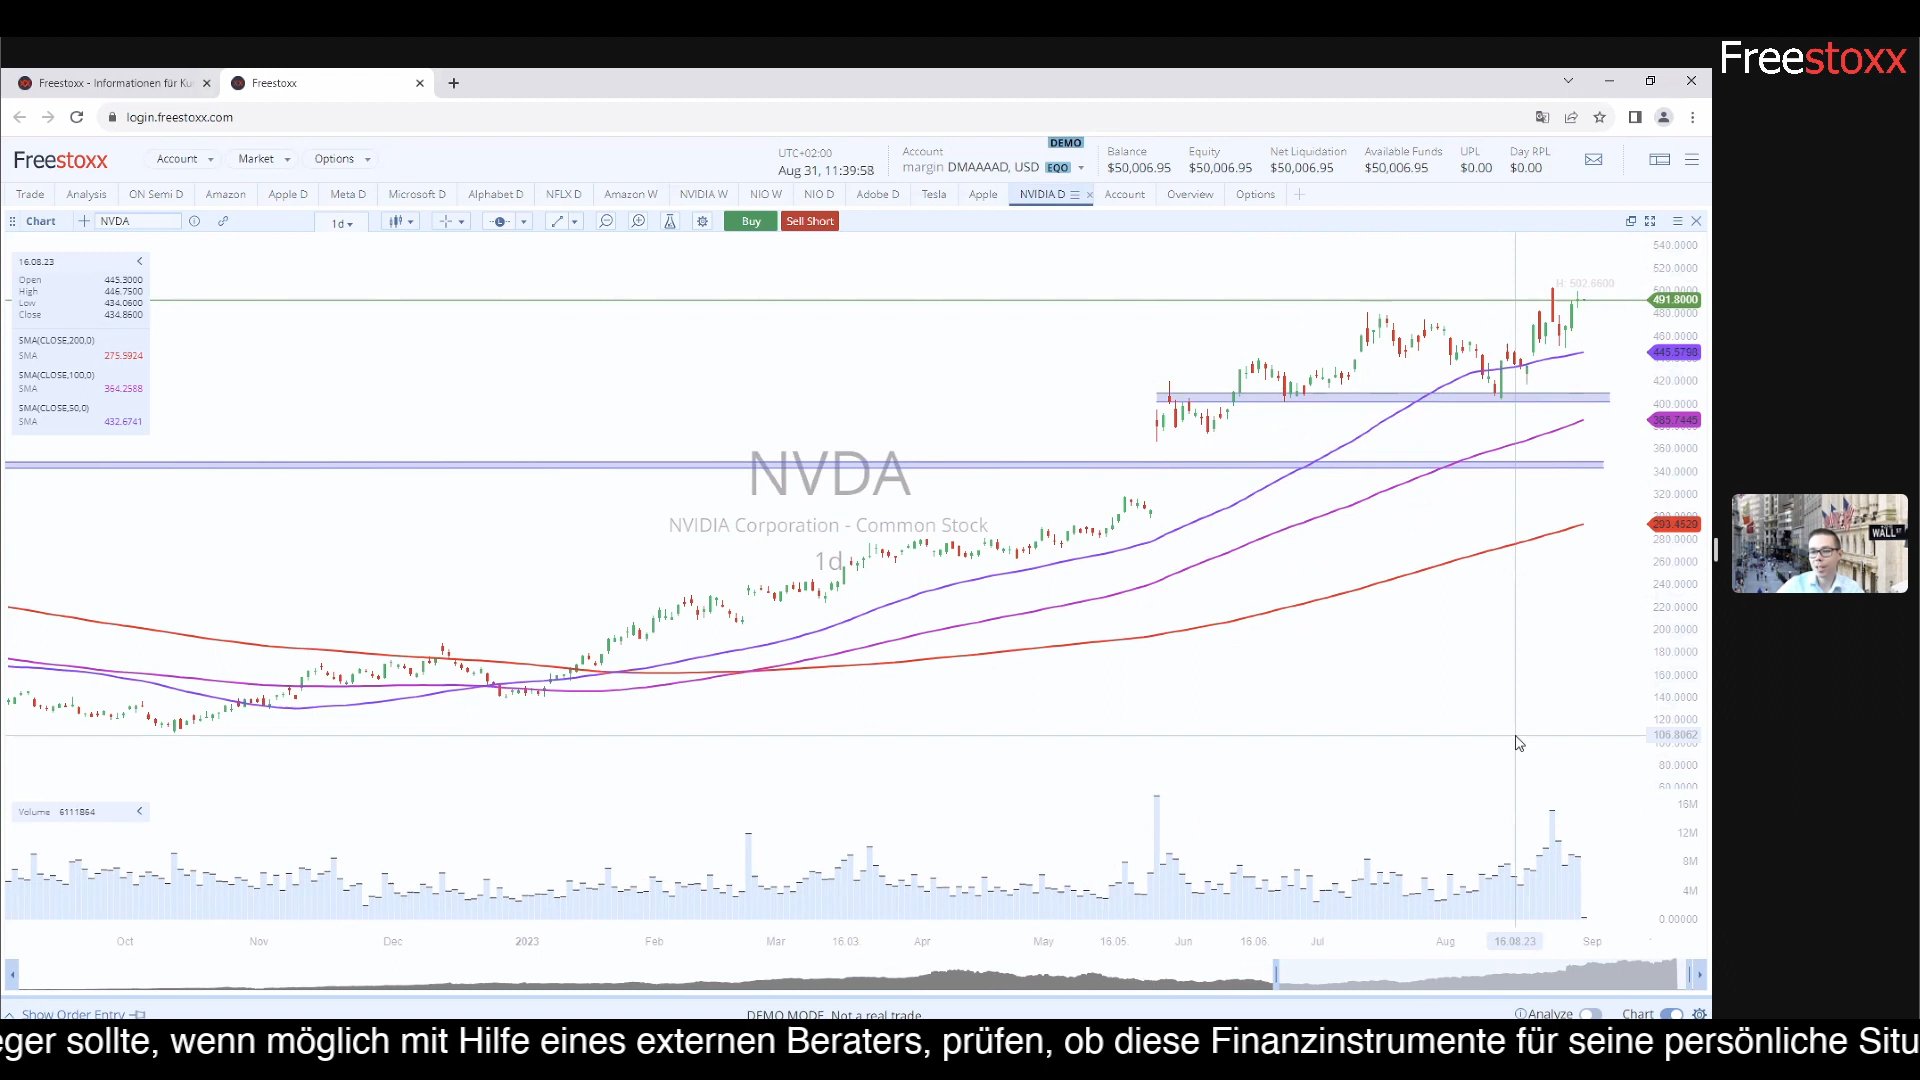 Freestoxx
Freestoxx - Informationen für Ku
Freestoxx
login.freestoxx.com
Freestoxx
Account
Market
Options
UTC+02:00
Aug 31, 11:39:58
DEMO
Account
margin DMAAAAD, USD EQO
Balance
$50,006.95
Equity
$50,006.95
Net Liquidation
$50,006.95
Available Funds
$50,006.95
UPL
$0.00
Day RPL
$0.00
Trade Analysis ON Semi D Amazon Apple D Meta D Microsoft D Alphabet D NFLX D Amazon W NVIDIA W NIO W NIO D Adobe D Tesla Apple NVIDIA D Account Overview Options
Chart NVDA 1d Buy Sell Short
16.08.23
Open 445.3000
High 446.7500
Low 434.0600
Close 434.8600
SMA(CLOSE,200,0)
SMA 275.5924
SMA(CLOSE,100,0)
SMA 364.2588
SMA(CLOSE,50,0)
SMA 432.6741
NVDA
NVIDIA Corporation - Common Stock
1d
H: 502.6600
540.0000
520.0000
491.8000
480.0000
460.0000
445.5798
420.0000
400.0000
385.7445
360.0000
340.0000
320.0000
293.4529
280.0000
260.0000
240.0000
220.0000
200.0000
180.0000
160.0000
140.0000
120.0000
106.8062
80.0000
60.0000
WALL ST
Volume 6111864
16M
12M
8M
4M
0.00000
Oct Nov Dec 2023 Feb Mar 16.03. Apr May 16.05. Jun 16.06. Jul Aug 16.08.23 Sep
Show Order Entry
DEMO MODE. Not a real trade
Analyze
Chart
eger sollte, wenn möglich mit Hilfe eines externen Beraters, prüfen, ob diese Finanzinstrumente für seine persönliche Situ